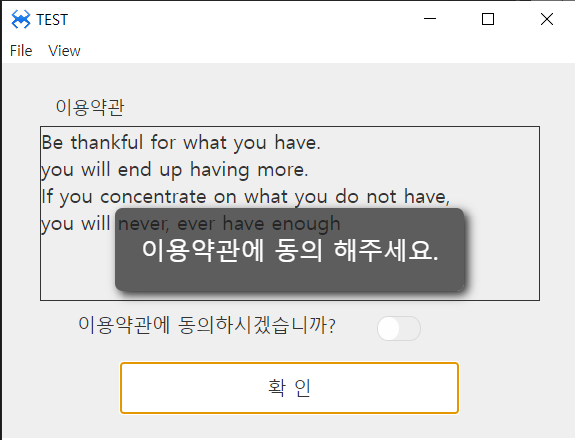 TEST
File View
이용약관
Be thankful for what you have.
you will end up having more.
If you concentrate on what you do not have,
you will never, ever have enough
이용약관에 동의 해주세요.
이용약관에 동의하시겠습니까?
확 인